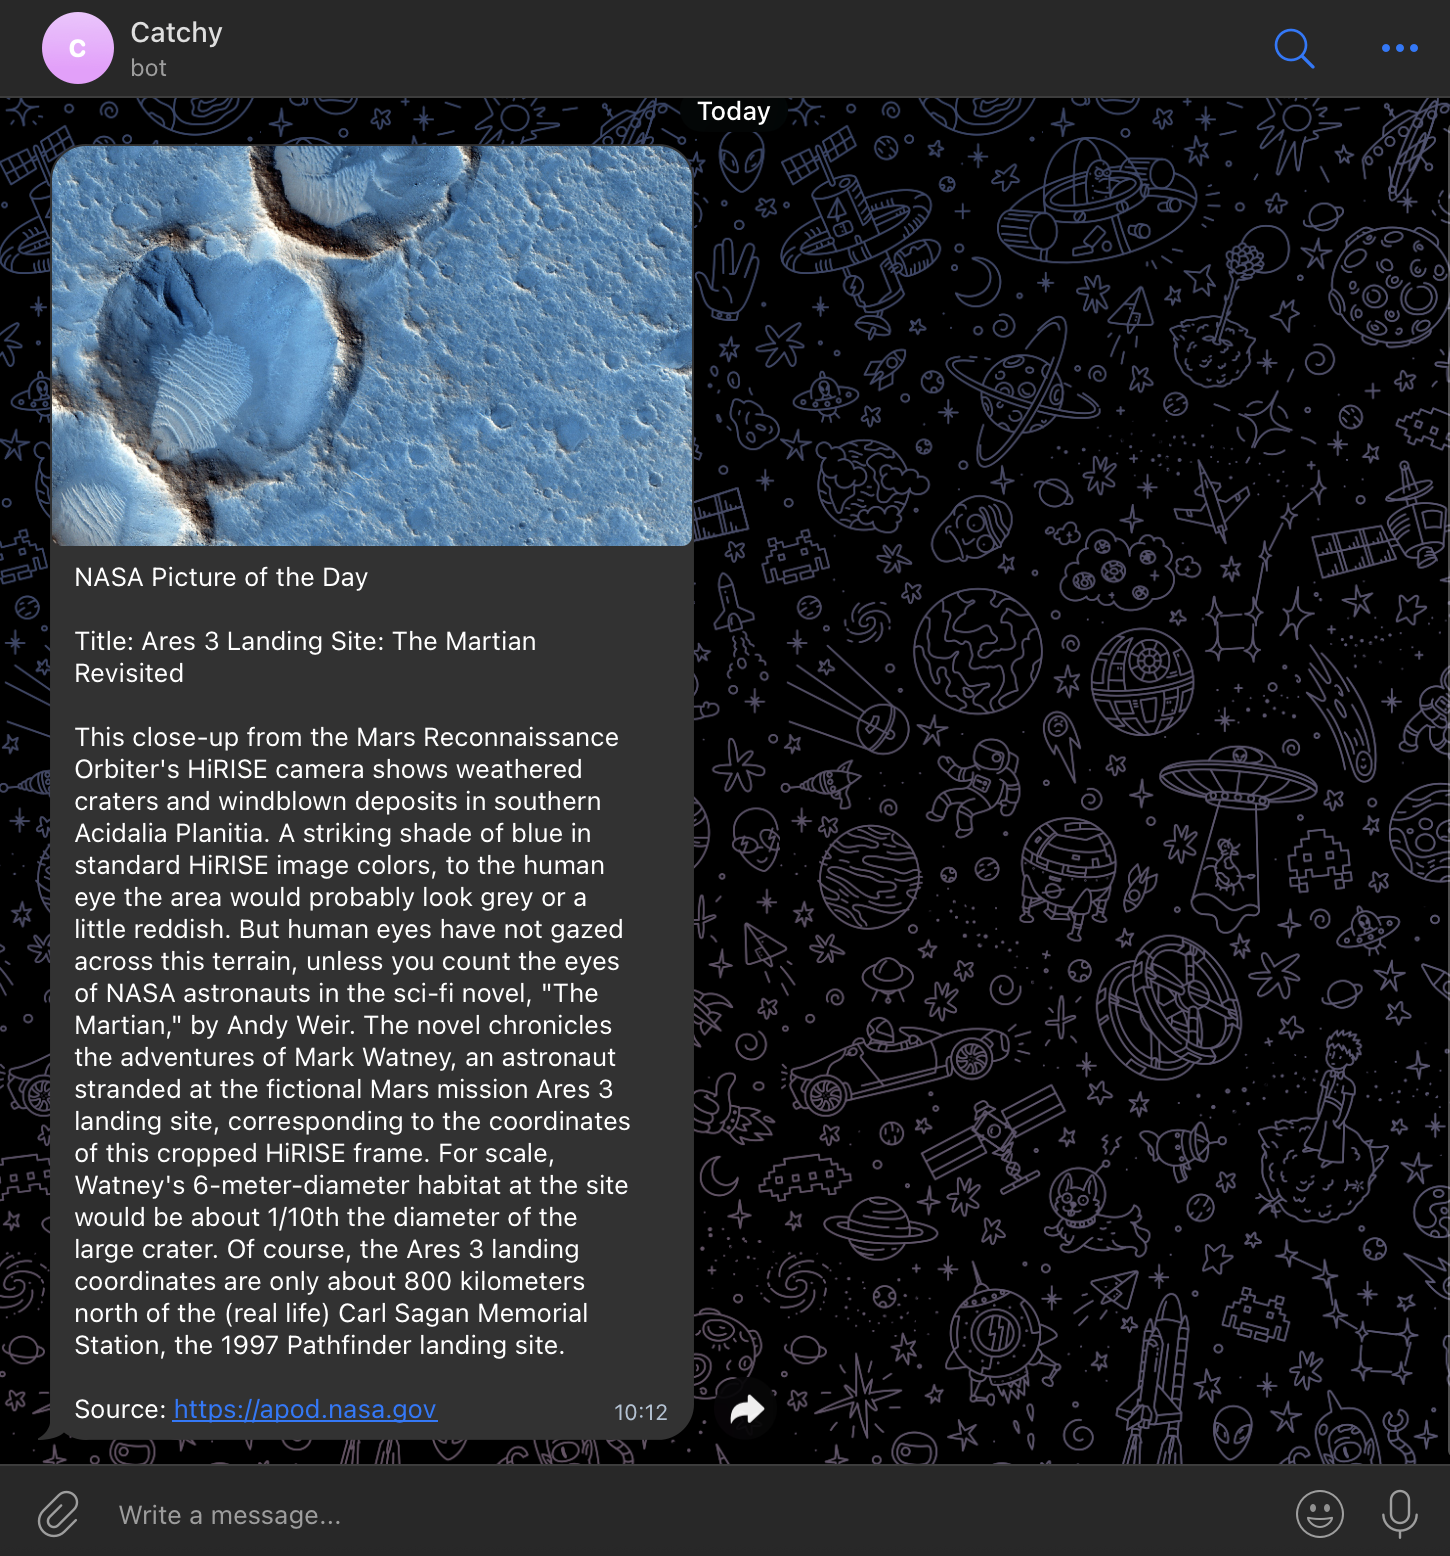 C
Catchy
bot
Today
NASA Picture of the Day
Title: Ares 3 Landing Site: The Martian
Revisited
This close-up from the Mars Reconnaissance
Orbiter's HiRISE camera shows weathered
craters and windblown deposits in southern
Acidalia Planitia. A striking shade of blue in
standard HiRISE image colors, to the human
eye the area would probably look grey or a
little reddish. But human eyes have not gazed
across this terrain, unless you count the eyes
of NASA astronauts in the sci-fi novel, "The
Martian," by Andy Weir. The novel chronicles
the adventures of Mark Watney, an astronaut
stranded at the fictional Mars mission Ares 3
landing site, corresponding to the coordinates
of this cropped HiRISE frame. For scale,
Watney's 6-meter-diameter habitat at the site
would be about 1/10th the diameter of the
large crater. Of course, the Ares 3 landing
coordinates are only about 800 kilometers
north of the (real life) Carl Sagan Memorial
Station, the 1997 Pathfinder landing site.
Source: https://apod.nasa.gov
10:12
Write a message...